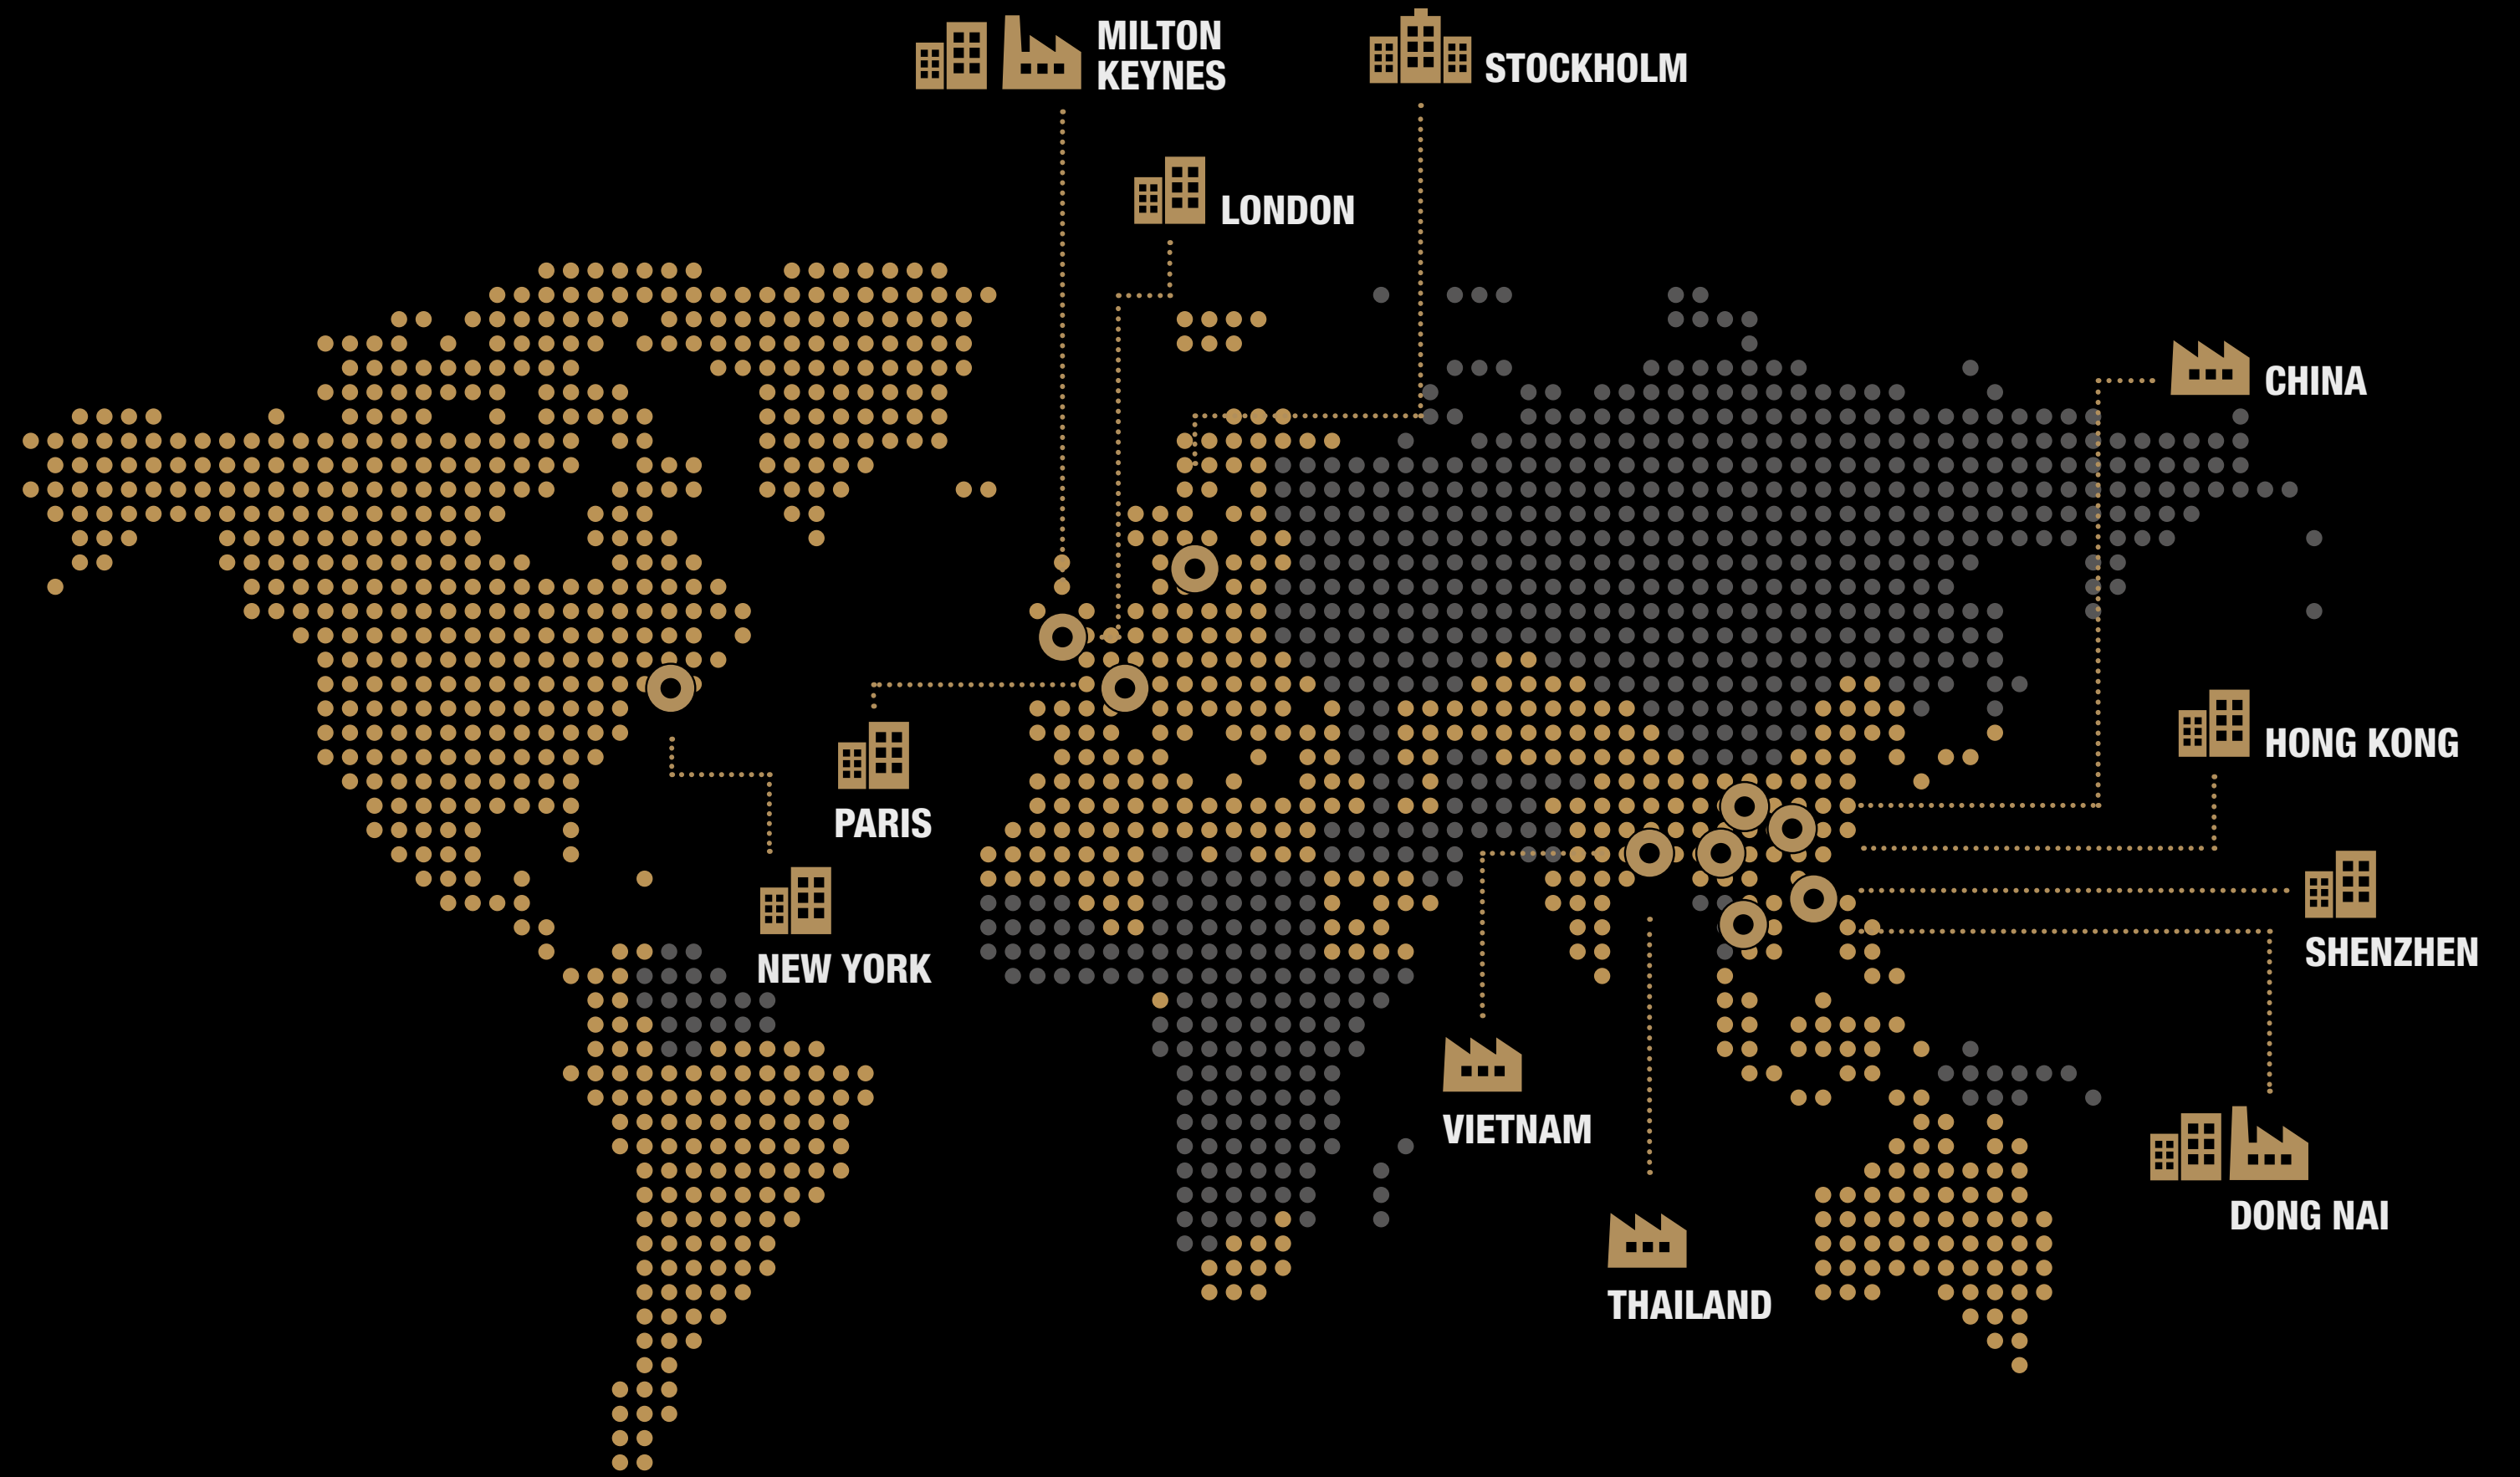 MILTON
KEYNES
STOCKHOLM
LONDON
CHINA
HONG KONG
PARIS
NEW YORK
SHENZHEN
VIETNAM
DONG NAI
THAILAND